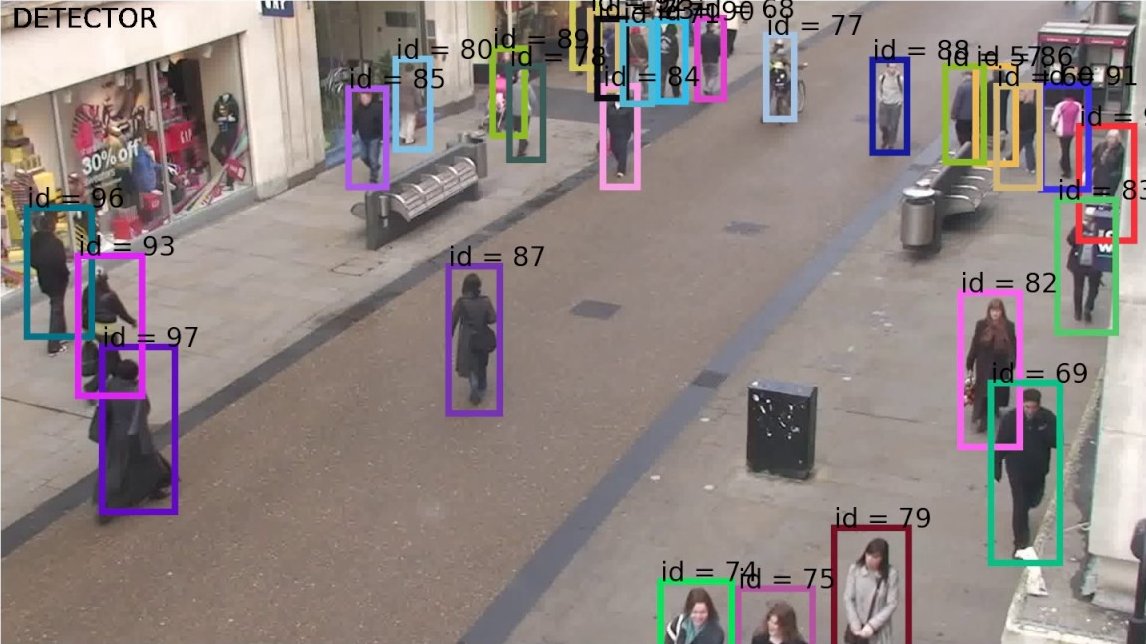 DETECTOR
id = 68
id = 77
id = 89
id = 80
id = 78
id = 85
id = 84
id = 88
id = 91
30% off
id = 96
id = 83
id = 93
id = 87
id = 82
id = 97
id = 69
id = 79
id = 74
id = 75